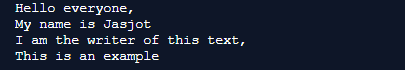 Hello everyone,
My name is Jasjot
I am the writer of this text,
This is an example